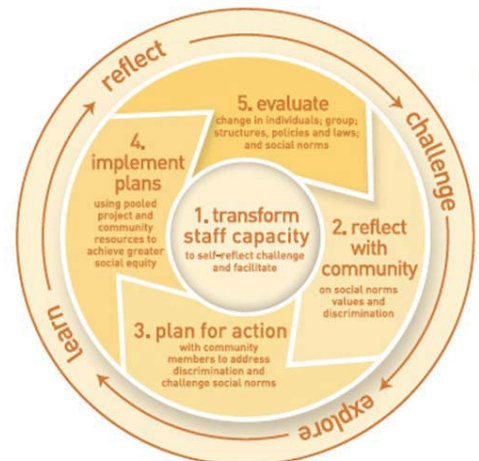 reflect
challenge
explore
learn
1. transform
staff capacity
to self-reflect challenge
and facilitate
2. reflect
with
community
on social norms
values and
discrimination
3. plan for action
with community
members to address
discrimination and
challenge social norms
4.
implement
plans
using pooled
project and
community
resources to
achieve greater
social equity
5. evaluate
change in individuals; group;
structures, policies and laws;
and social norms